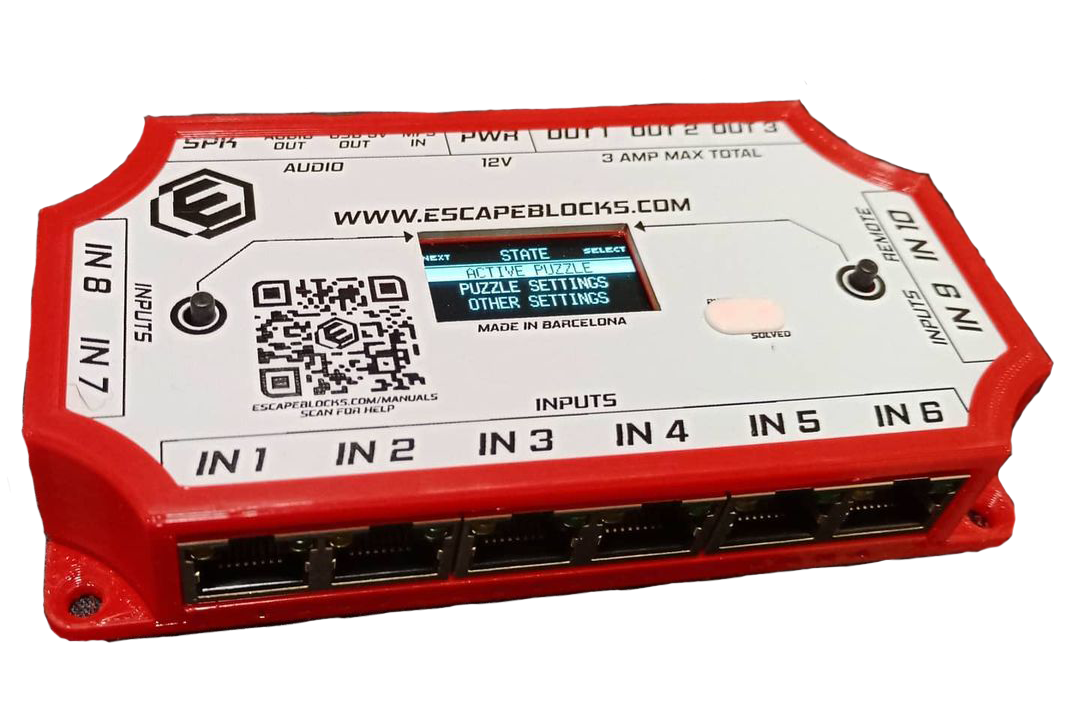 SPK AUDIO OUT USB 5V OUT MP3 IN PWR OUT 1 OUT 2 OUT 3
AUDIO 12V 3 AMP MAX TOTAL
WWW.ESCAPEBLOCKS.COM
NEXT STATE SELECT
ACTIVE PUZZLE
PUZZLE SETTINGS
OTHER SETTINGS
MADE IN BARCELONA
SOLVED
IN 8 IN 7
INPUTS
REMOTE
INPUTS
IN 10
IN 9
ESCAPEBLOCKS.COM/MANUALS
SCAN FOR HELP
INPUTS
IN 1 IN 2 IN 3 IN 4 IN 5 IN 6